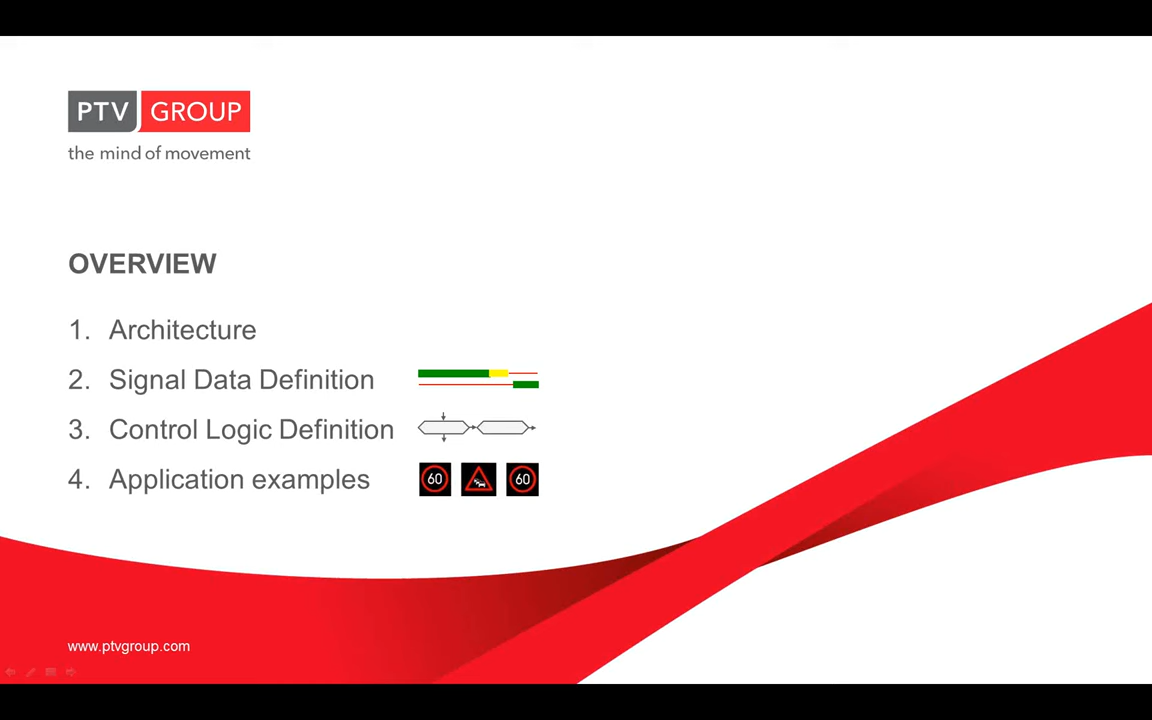 PTV GROUP
the mind of movement
OVERVIEW
1. Architecture
2. Signal Data Definition
3. Control Logic Definition
4. Application examples
60 60
www.ptvgroup.com